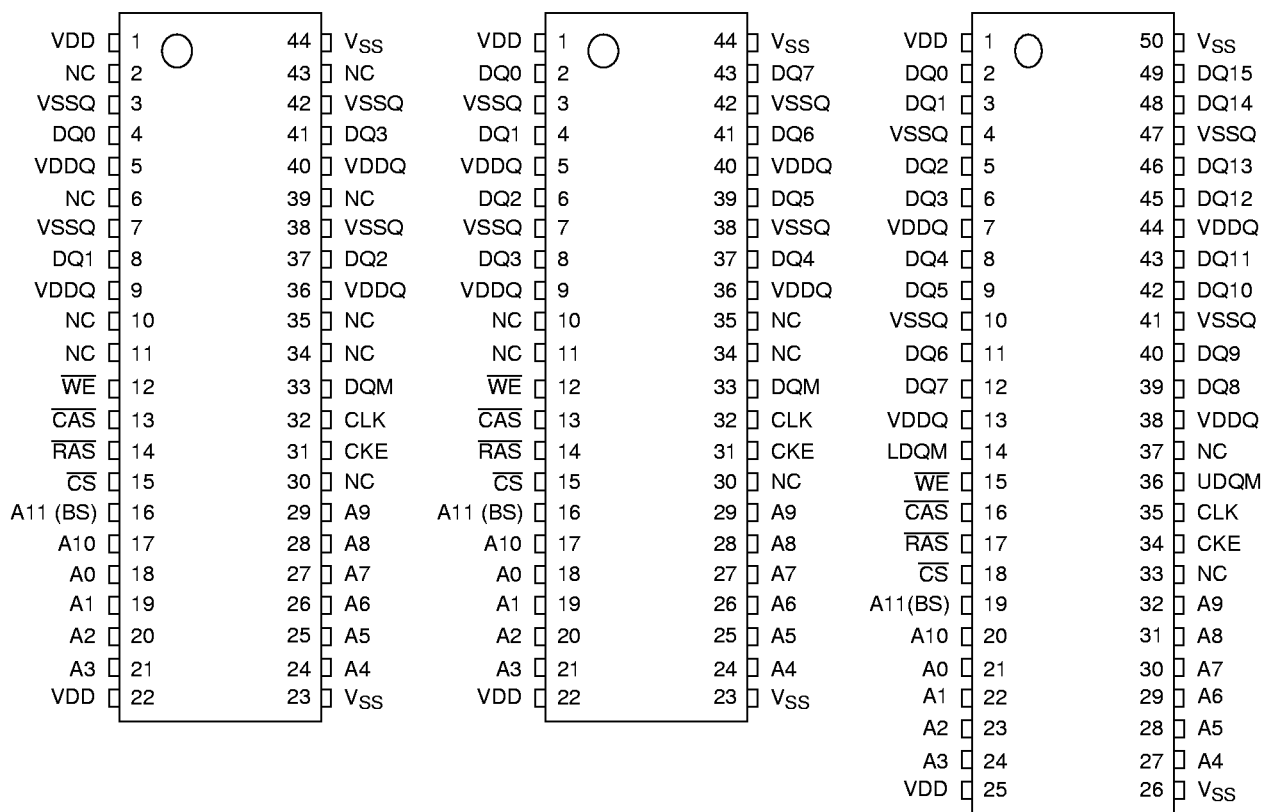 VDD 1 44 VSS
NC 2 43 NC
VSSQ 3 42 VSSQ
DQ0 4 41 DQ3
VDDQ 5 40 VDDQ
NC 6 39 NC
VSSQ 7 38 VSSQ
DQ1 8 37 DQ2
VDDQ 9 36 VDDQ
NC 10 35 NC
NC 11 34 NC
W̅E̅ 12 33 DQM
C̅A̅S̅ 13 32 CLK
R̅A̅S̅ 14 31 CKE
C̅S̅ 15 30 NC
A11 (BS) 16 29 A9
A10 17 28 A8
A0 18 27 A7
A1 19 26 A6
A2 20 25 A5
A3 21 24 A4
VDD 22 23 VSS
VDD 1 44 VSS
DQ0 2 43 DQ7
VSSQ 3 42 VSSQ
DQ1 4 41 DQ6
VDDQ 5 40 VDDQ
DQ2 6 39 DQ5
VSSQ 7 38 VSSQ
DQ3 8 37 DQ4
VDDQ 9 36 VDDQ
NC 10 35 NC
NC 11 34 NC
W̅E̅ 12 33 DQM
C̅A̅S̅ 13 32 CLK
R̅A̅S̅ 14 31 CKE
C̅S̅ 15 30 NC
A11 (BS) 16 29 A9
A10 17 28 A8
A0 18 27 A7
A1 19 26 A6
A2 20 25 A5
A3 21 24 A4
VDD 22 23 VSS
VDD 1 50 VSS
DQ0 2 49 DQ15
DQ1 3 48 DQ14
VSSQ 4 47 VSSQ
DQ2 5 46 DQ13
DQ3 6 45 DQ12
VDDQ 7 44 VDDQ
DQ4 8 43 DQ11
DQ5 9 42 DQ10
VSSQ 10 41 VSSQ
DQ6 11 40 DQ9
DQ7 12 39 DQ8
VDDQ 13 38 VDDQ
LDQM 14 37 NC
W̅E̅ 15 36 UDQM
C̅A̅S̅ 16 35 CLK
R̅A̅S̅ 17 34 CKE
C̅S̅ 18 33 NC
A11(BS) 19 32 A9
A10 20 31 A8
A0 21 30 A7
A1 22 29 A6
A2 23 28 A5
A3 24 27 A4
VDD 25 26 VSS